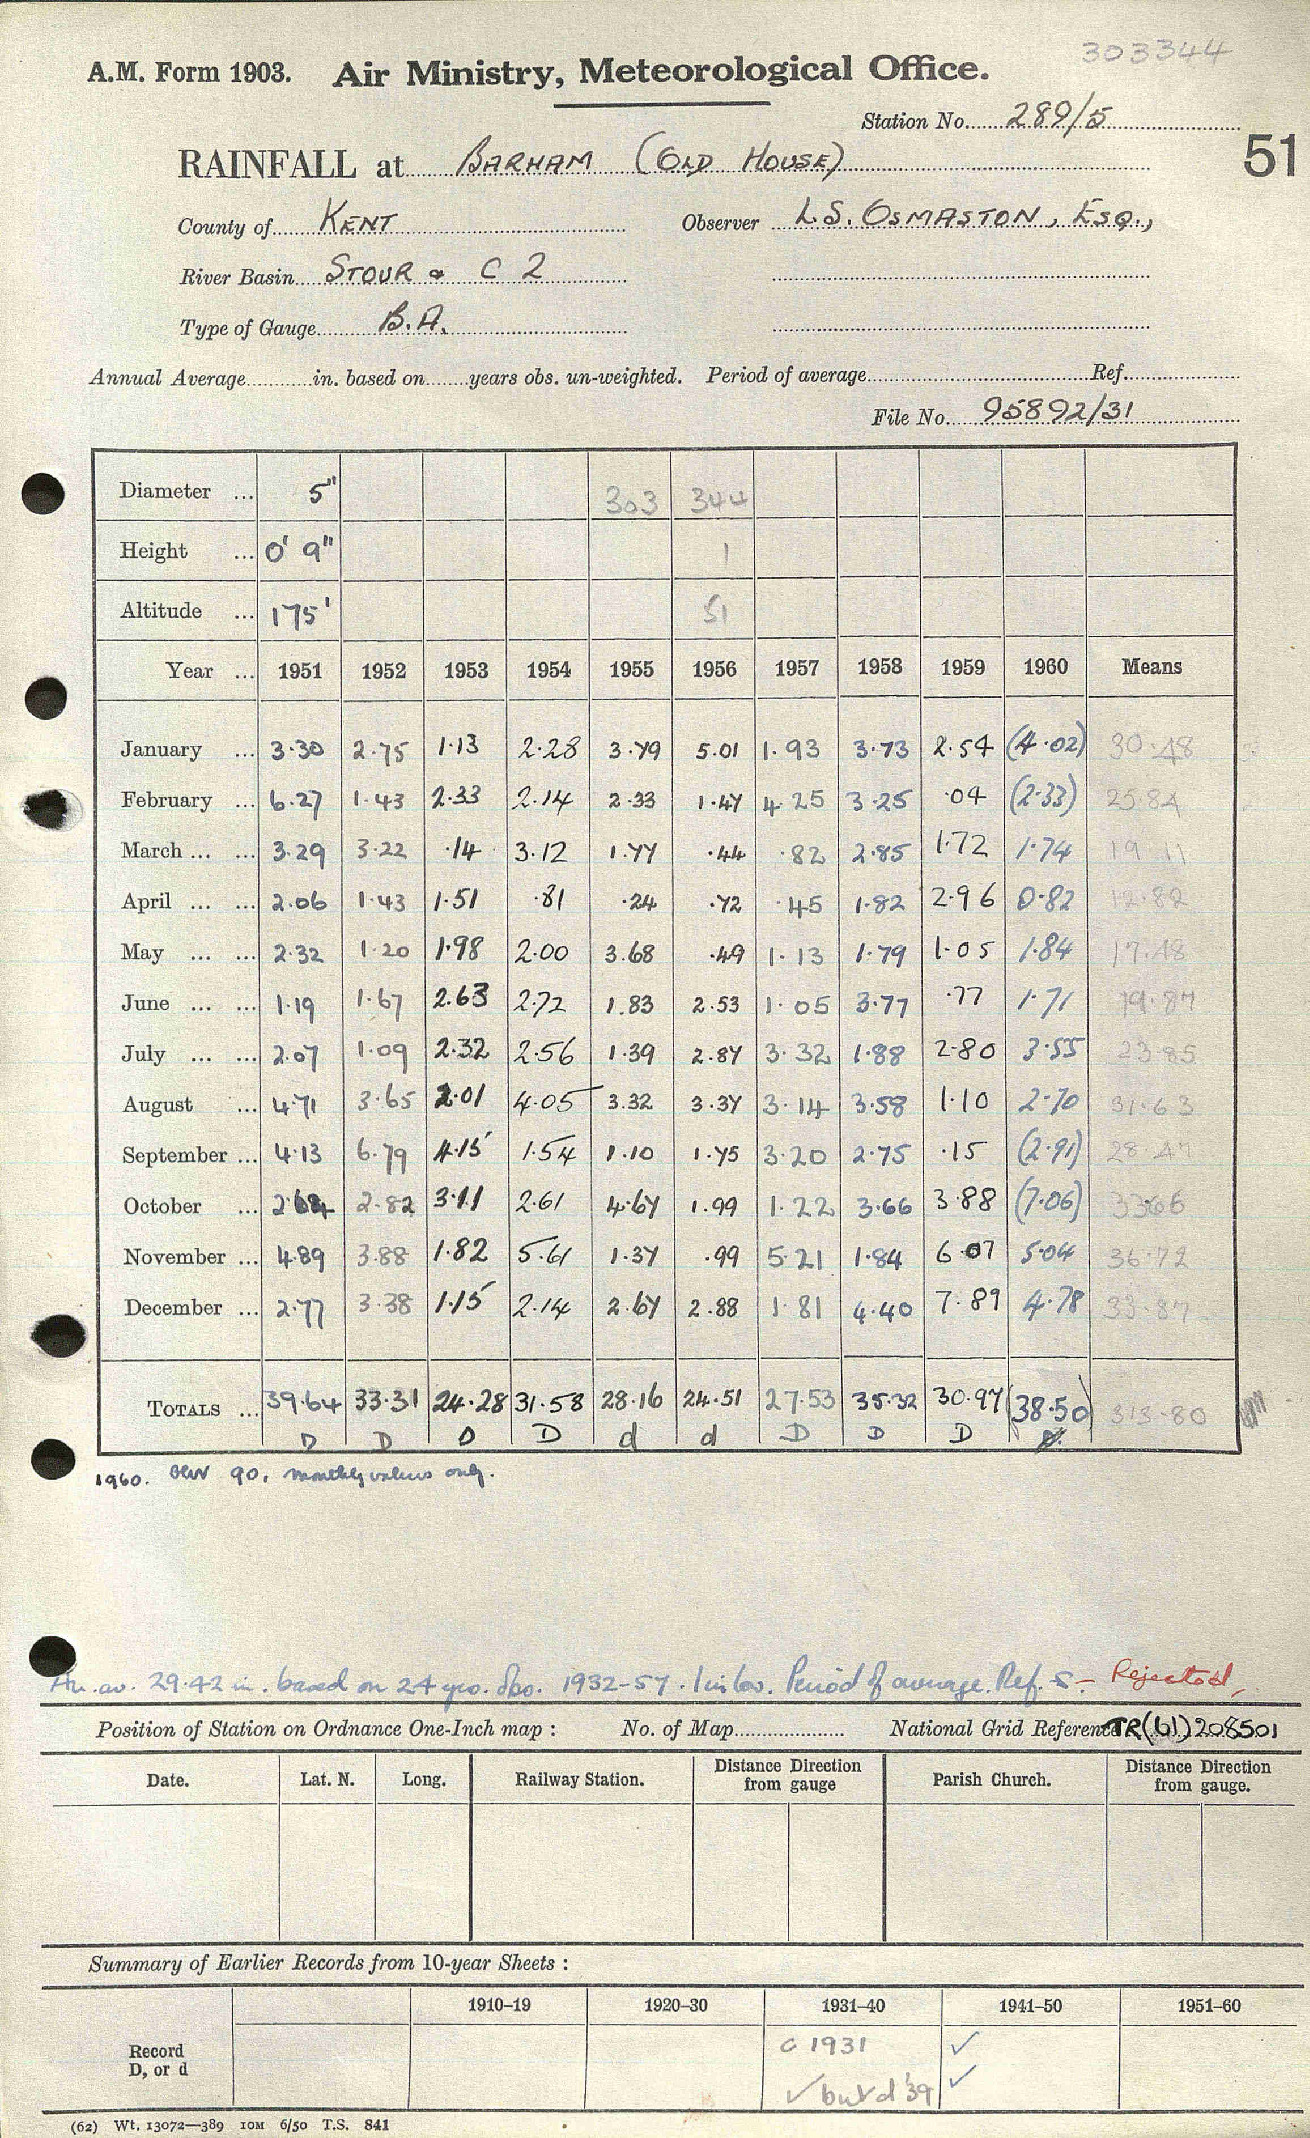 303344
A.M. Form 1903. Air Ministry, Meteorological Office.
Station No. 289/5
51
RAINFALL at BARHAM (OLD HOUSE)
County of KENT Observer L.S. OSMASTON, ESQ.,
River Basin STOUR & C 2
Type of Gauge B.A.
Annual Average in. based on years obs. un-weighted. Period of average Ref.
File No. 95892/31
Diameter ... 5" 303 344
Height ... 0' 9" 1
Altitude ... 175' 51
Year ... 1951 1952 1953 1954 1955 1956 1957 1958 1959 1960 Means
January ... 3.30 2.75 1.13 2.28 3.79 5.01 1.93 3.73 2.54 (4.02) 30.48
February ... 6.27 1.43 2.33 2.14 2.33 1.47 4.25 3.25 .04 (2.33) 25.84
March ... ... 3.29 3.22 .14 3.12 1.77 .44 .82 2.85 1.72 1.74 19.11
April ... ... 2.06 1.43 1.51 .81 .24 .72 .45 1.82 2.96 0.82 12.82
May ... ... 2.32 1.20 1.98 2.00 3.68 .49 1.13 1.79 1.05 1.84 17.48
June ... ... 1.19 1.67 2.63 2.72 1.83 2.53 1.05 3.77 .77 1.71 19.87
July ... ... 2.07 1.09 2.32 2.56 1.39 2.87 3.32 1.88 2.80 3.55 23.85
August ... 4.71 3.65 2.01 4.05 3.32 3.37 3.14 3.58 1.10 2.70 31.63
September ... 4.13 6.79 4.15 1.54 1.10 1.75 3.20 2.75 .15 (2.91) 28.47
October ... 2.64 2.82 3.11 2.61 4.67 1.99 1.22 3.66 3.88 (7.06) 33.66
November ... 4.89 3.88 1.82 5.61 1.37 .99 5.21 1.84 6.07 5.04 36.72
December ... 2.77 3.38 1.15 2.14 2.67 2.88 1.81 4.40 7.89 4.78 33.87
TOTALS ... 39.64 33.31 24.28 31.58 28.16 24.51 27.53 35.32 30.97 (38.50) 313.80
D D D D d d D D D
1960. 90, monthly values only.
An. av. 29.42 in. based on 24 yrs. obs. 1932-57. 1 in low. Period of average. Ref. S - Rejected,
Position of Station on Ordnance One-Inch map : No. of Map National Grid Reference TR(61)208501
Date. Lat. N. Long. Railway Station. Distance Direction from gauge Parish Church. Distance Direction from gauge.
Summary of Earlier Records from 10-year Sheets :
1910-19 1920-30 1931-40 1941-50 1951-60
Record c 1931 ✓
D, or d ✓ but d '39 ✓
(62) Wt. 13072—389 10M 6/50 T.S. 841